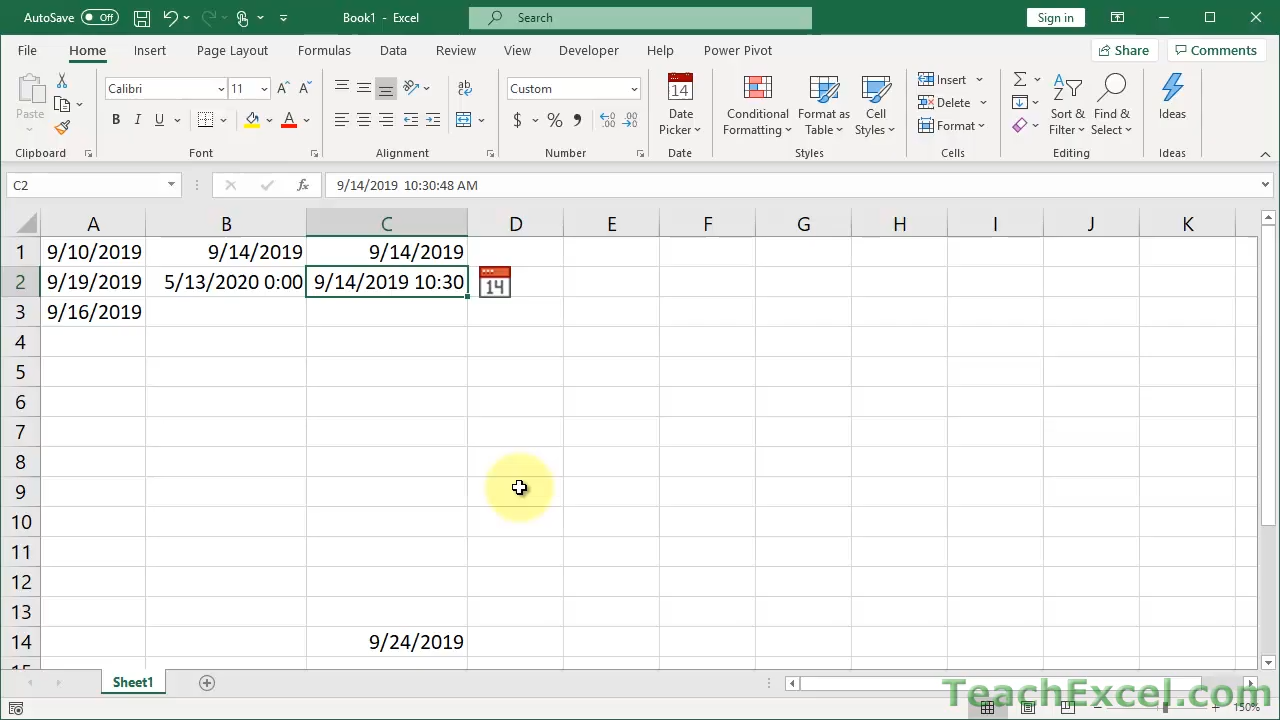 AutoSave Off Book1 - Excel Search Sign in
File Home Insert Page Layout Formulas Data Review View Developer Help Power Pivot Share Comments
Paste Calibri Custom $ % 14 Date Picker Conditional Formatting Format as Table Cell Styles Insert Delete Format Sort & Filter Find & Select Ideas
B I U A
Clipboard Font Alignment Number Date Styles Cells Editing Ideas
C2 fx 9/14/2019 10:30:48 AM
A B C D E F G H I J K
1 9/10/2019 9/14/2019 9/14/2019
2 9/19/2019 5/13/2020 0:00 9/14/2019 10:30 14
3 9/16/2019
4
5
6
7
8
9
10
11
12
13
14 9/24/2019
15
Sheet1
TeachExcel.com
150%